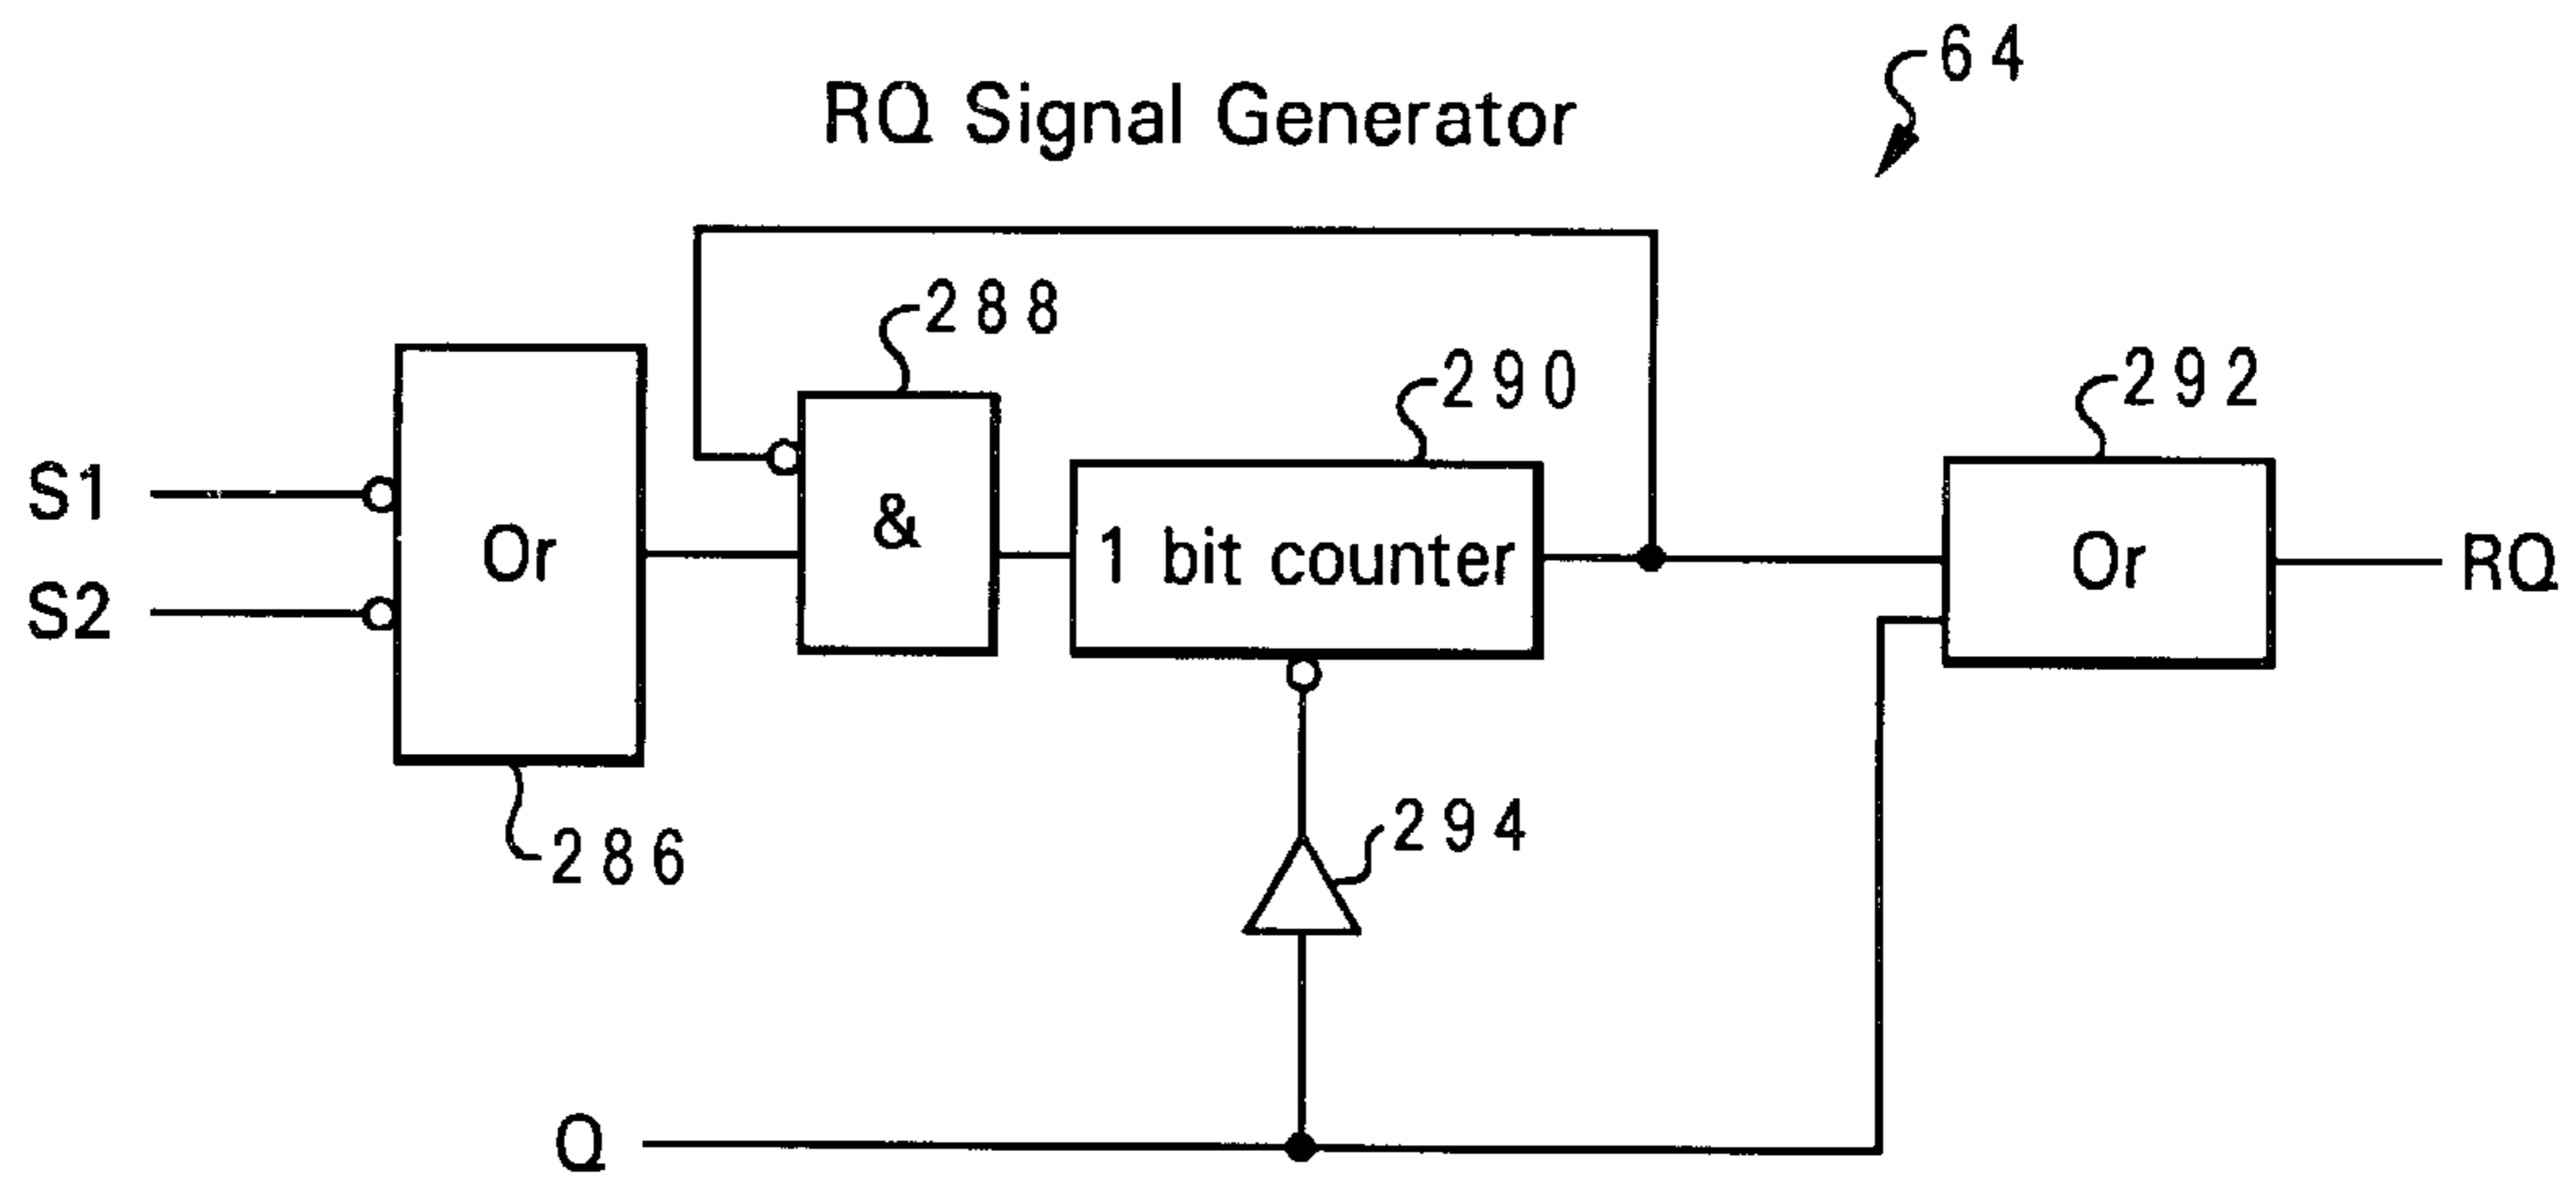 64
RQ Signal Generator
288
290
292
S1
Or
&
1 bit counter
Or
RQ
S2
294
286
Q